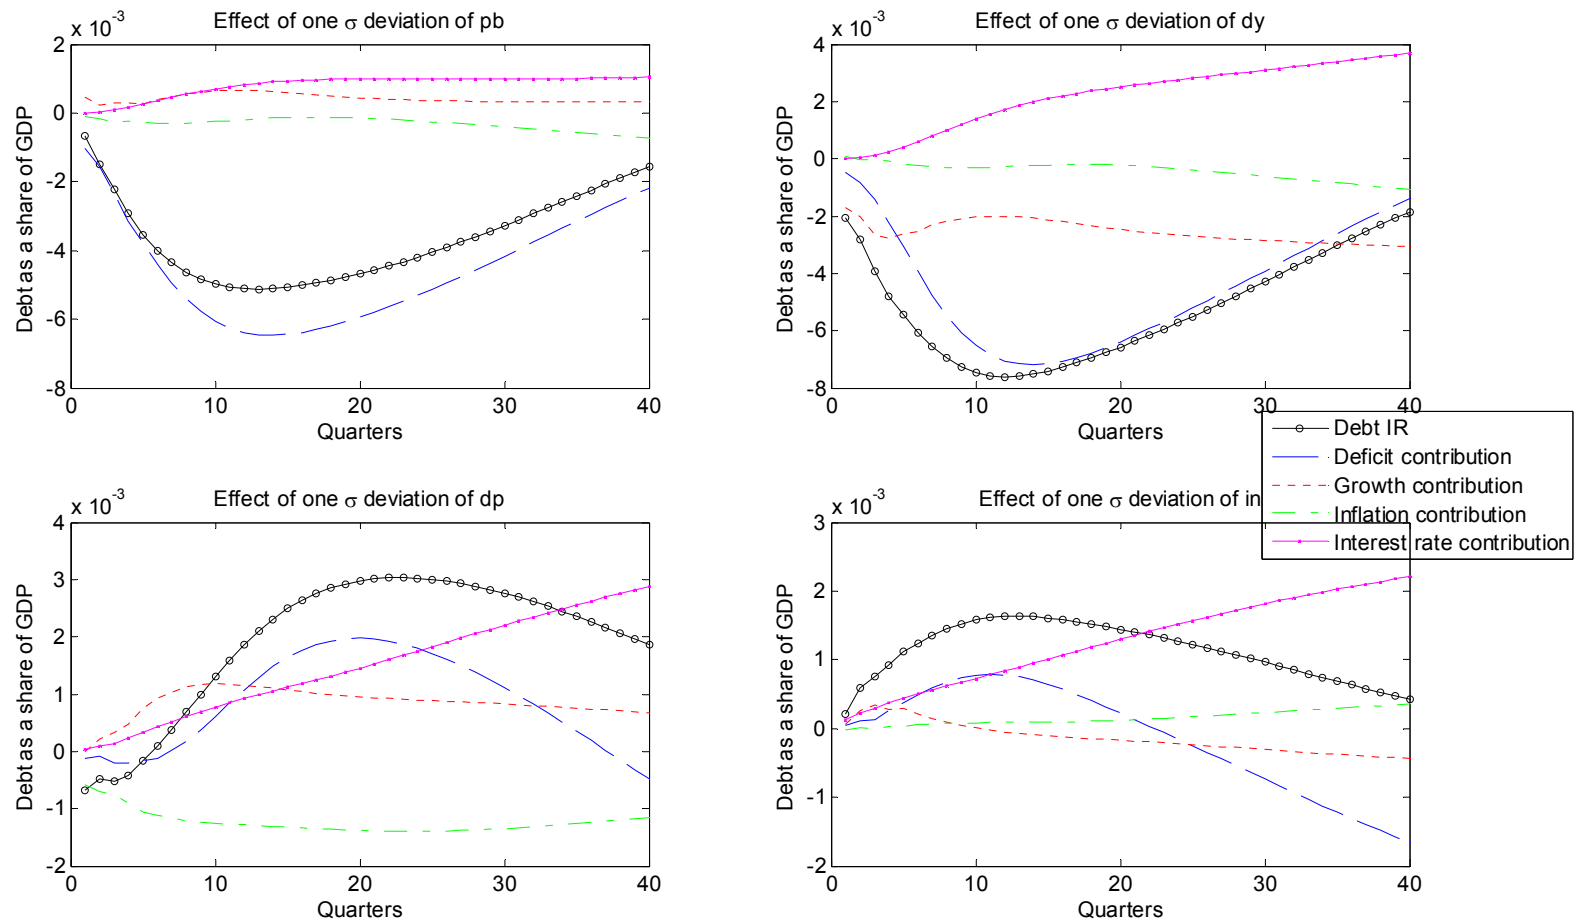 x 10-3
Effect of one σ deviation of pb
2
0
-2
-4
-6
-8
Debt as a share of GDP
0 10 20 30 40
Quarters
x 10-3
Effect of one σ deviation of dy
4
2
0
-2
-4
-6
-8
Debt as a share of GDP
0 10 20 30 40
Quarters
Debt IR
Deficit contribution
Growth contribution
Inflation contribution
Interest rate contribution
x 10-3
Effect of one σ deviation of dp
4
3
2
1
0
-1
-2
Debt as a share of GDP
0 10 20 30 40
Quarters
x 10-3
Effect of one σ deviation of in
3
2
1
0
-1
-2
Debt as a share of GDP
0 10 20 30 40
Quarters